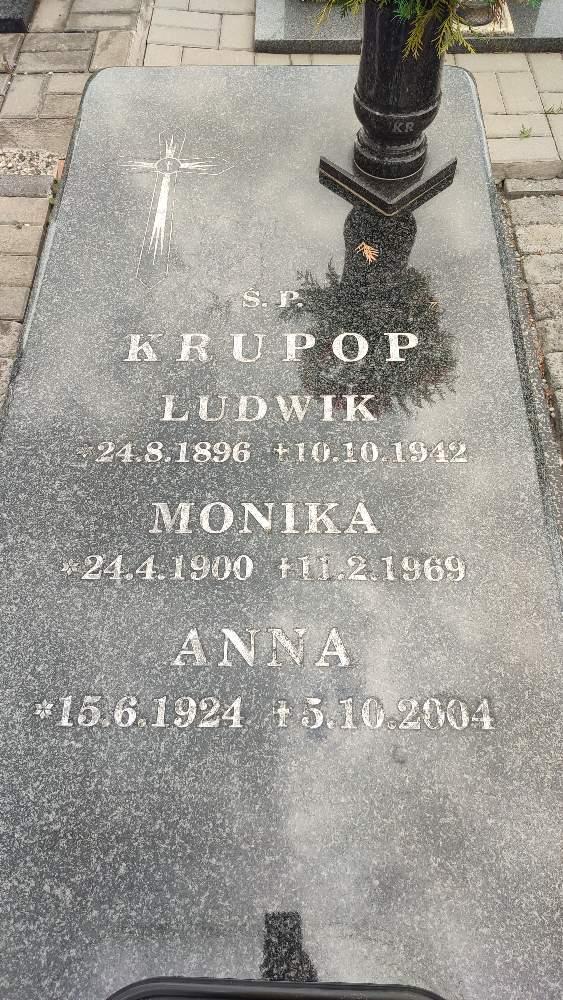 KR
Ś. P.
KRUPOP
LUDWIK
*24.8.1896 ✝10.10.1942
MONIKA
*24.4.1900 ✝11.2.1969
ANNA
*15.6.1924 ✝5.10.2004